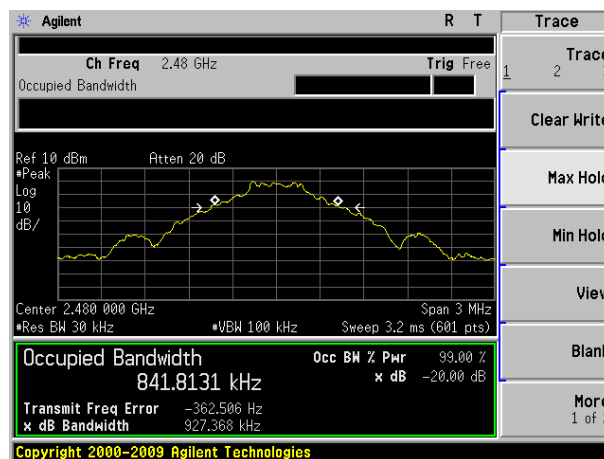 Agilent R T Trace
Ch Freq 2.48 GHz Trig Free
Occupied Bandwidth
Trace
1 2
Clear Write
Max Hold
Min Hold
View
Blank
More
1 of
Ref 10 dBm Atten 20 dB
#Peak
Log
10
dB/
Center 2.480 000 GHz Span 3 MHz
#Res BW 30 kHz #VBW 100 kHz Sweep 3.2 ms (601 pts)
Occupied Bandwidth Occ BW % Pwr 99.00 %
841.8131 kHz x dB -20.00 dB
Transmit Freq Error -362.506 Hz
x dB Bandwidth 927.368 kHz
Copyright 2000-2009 Agilent Technologies